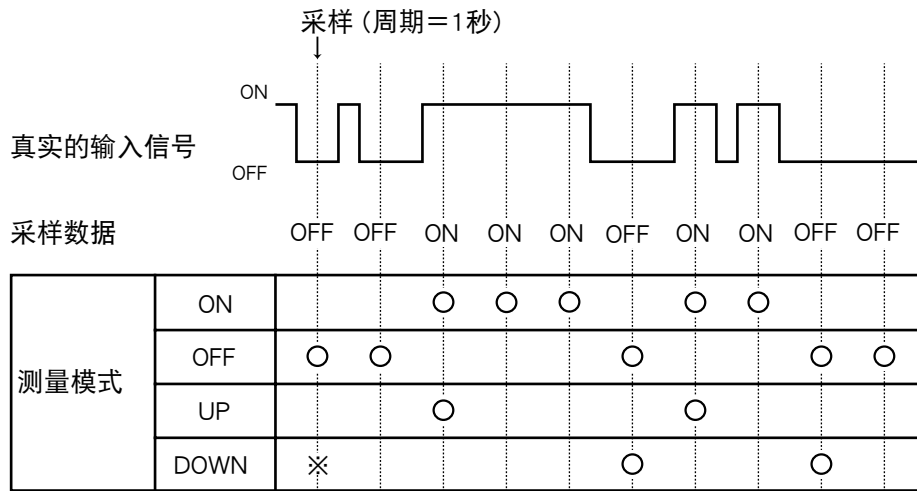 采样 (周期＝1秒)
↓
ON
真实的输入信号
OFF
采样数据 OFF OFF ON ON ON OFF ON ON OFF OFF
测量模式
ON ○ ○ ○ ○ ○
OFF ○ ○ ○ ○ ○
UP ○ ○
DOWN ※ ○ ○